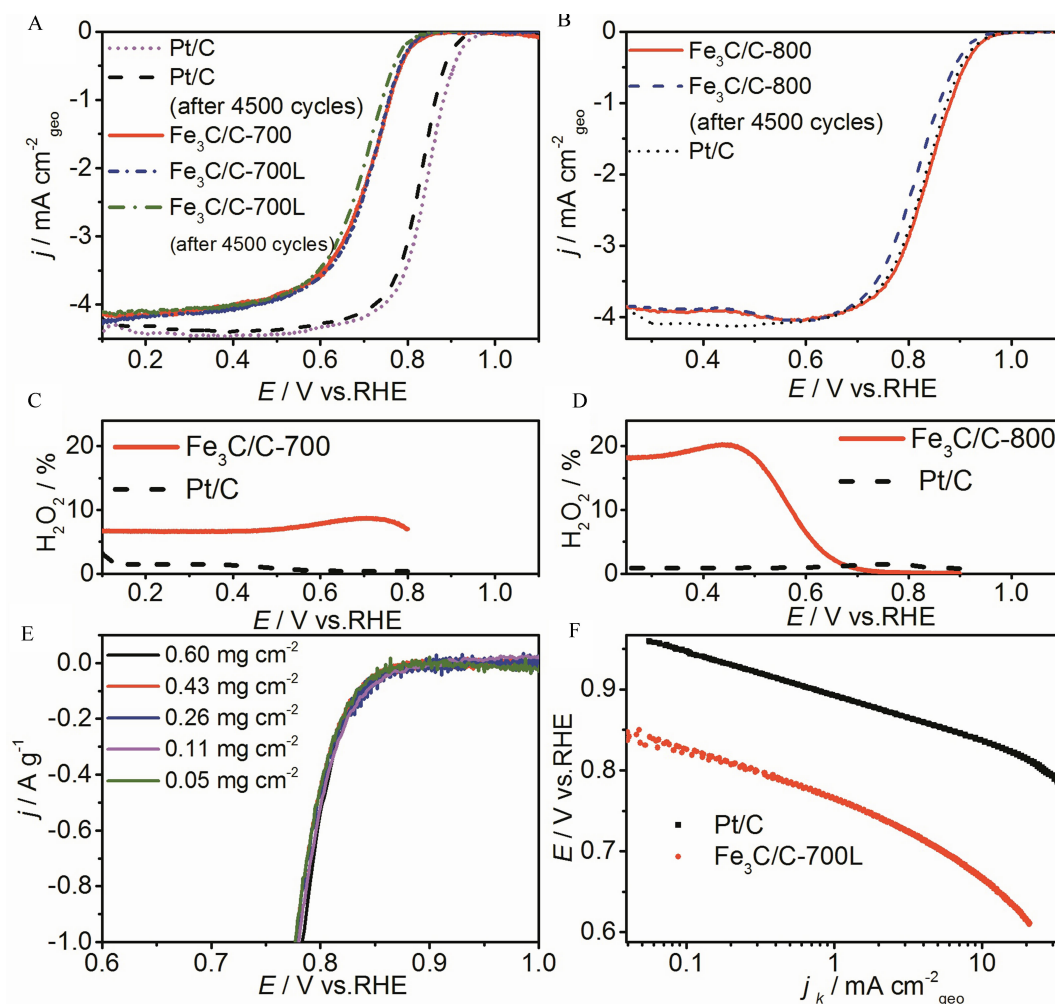 A
0
-1
-2
-3
-4
j / mA cm⁻²geo
Pt/C
Pt/C
(after 4500 cycles)
Fe₃C/C-700
Fe₃C/C-700L
Fe₃C/C-700L
(after 4500 cycles)
0.2 0.4 0.6 0.8 1.0
E / V vs.RHE
B
0
-1
-2
-3
-4
j / mA cm⁻²geo
Fe₃C/C-800
Fe₃C/C-800
(after 4500 cycles)
Pt/C
0.4 0.6 0.8 1.0
E / V vs.RHE
C
20
10
0
H₂O₂ / %
Fe₃C/C-700
Pt/C
0.2 0.4 0.6 0.8 1.0
E / V vs.RHE
D
20
10
0
H₂O₂ / %
Fe₃C/C-800
Pt/C
0.4 0.6 0.8 1.0
E / V vs.RHE
E
0.0
-0.2
-0.4
-0.6
-0.8
-1.0
j / A g⁻¹
0.60 mg cm⁻²
0.43 mg cm⁻²
0.26 mg cm⁻²
0.11 mg cm⁻²
0.05 mg cm⁻²
0.6 0.7 0.8 0.9 1.0
E / V vs.RHE
F
0.9
0.8
0.7
0.6
E / V vs.RHE
Pt/C
Fe₃C/C-700L
0.1 1 10
jₖ / mA cm⁻²geo